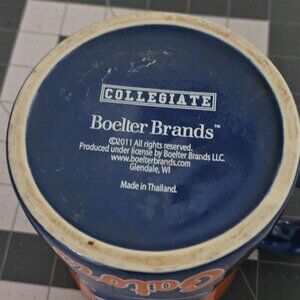 COLLEGIATE
Boelter Brands™
©2011 All rights reserved.
Produced under license by Boelter Brands LLC.
www.boelterbrands.com
Glendale, WI
Made in Thailand.